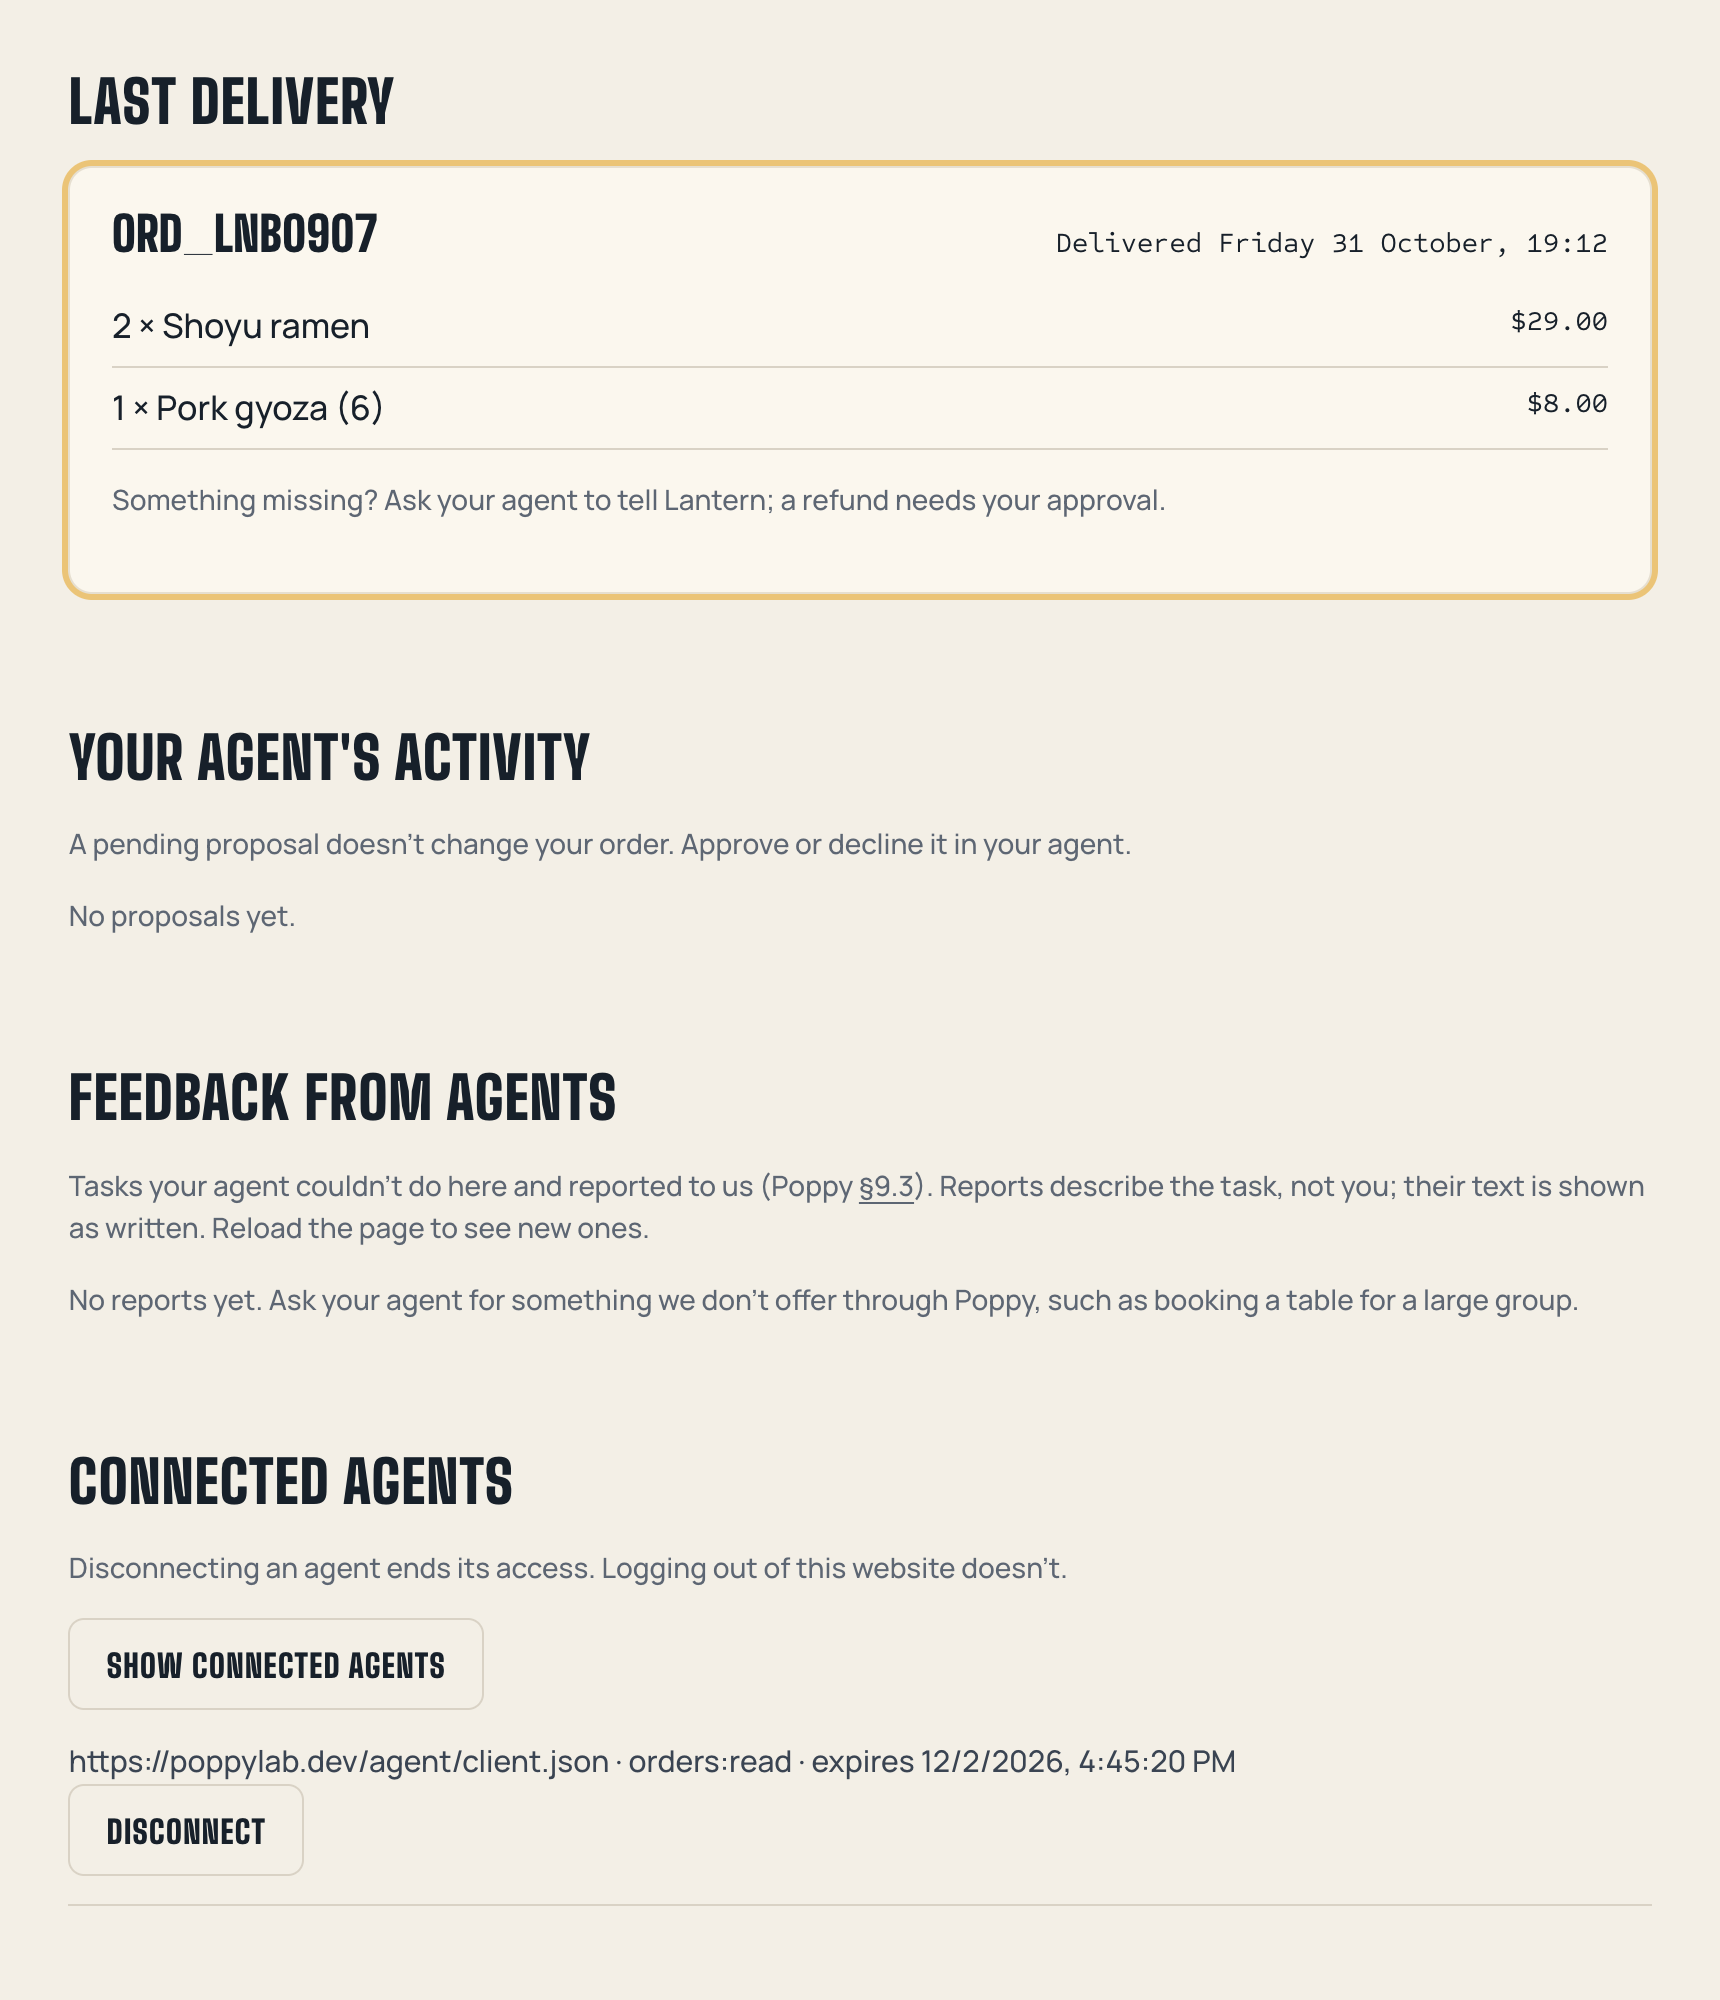 LAST DELIVERY
ORD_LNB0907
Delivered Friday 31 October, 19:12
2 × Shoyu ramen
$29.00
1 × Pork gyoza (6)
$8.00
Something missing? Ask your agent to tell Lantern; a refund needs your approval.
YOUR AGENT'S ACTIVITY
A pending proposal doesn’t change your order. Approve or decline it in your agent.
No proposals yet.
FEEDBACK FROM AGENTS
Tasks your agent couldn’t do here and reported to us (Poppy §9.3). Reports describe the task, not you; their text is shown
as written. Reload the page to see new ones.
No reports yet. Ask your agent for something we don’t offer through Poppy, such as booking a table for a large group.
CONNECTED AGENTS
Disconnecting an agent ends its access. Logging out of this website doesn’t.
SHOW CONNECTED AGENTS
https://poppylab.dev/agent/client.json · orders:read · expires 12/2/2026, 4:45:20 PM
DISCONNECT